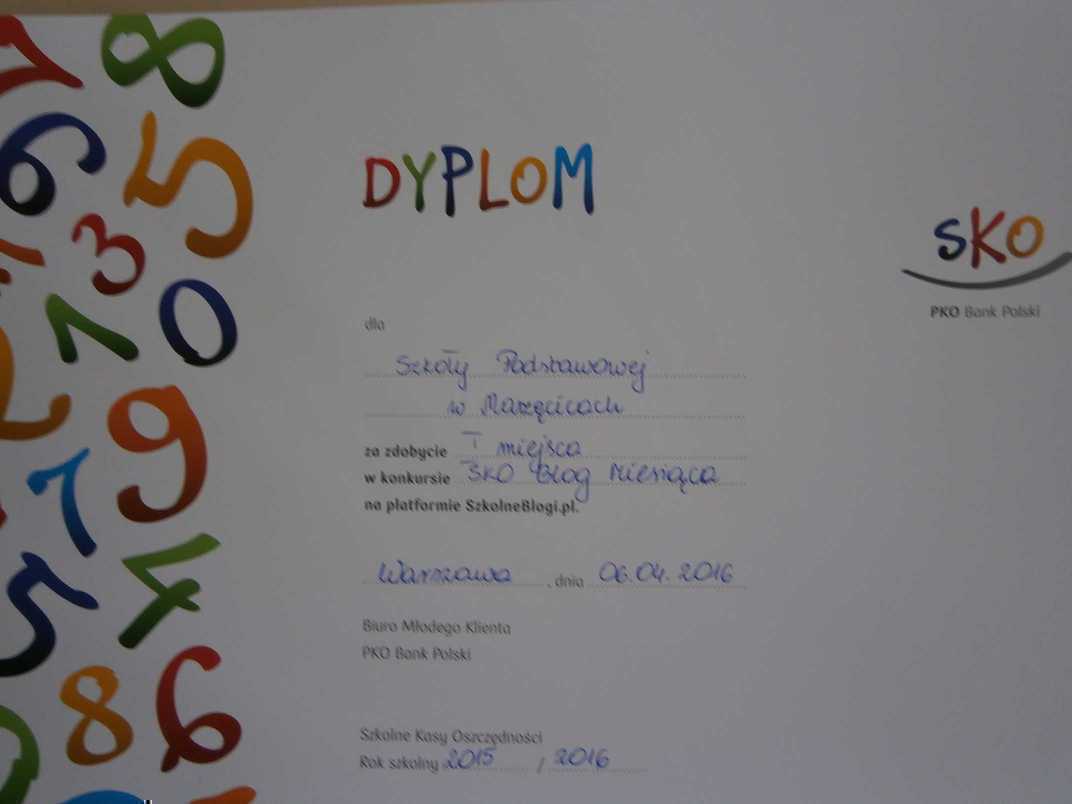 DYPLOM
SKO
PKO Bank Polski
dla
Szkoły Podstawowej
w Marzęcicach
za zdobycie I miejsca
w konkursie SKO Blog Miesiąca
na platformie SzkolneBlogi.pl.
Warszawa, dnia 06.04.2016
Biuro Młodego Klienta
PKO Bank Polski
Szkolne Kasy Oszczędności
Rok szkolny 2015 / 2016